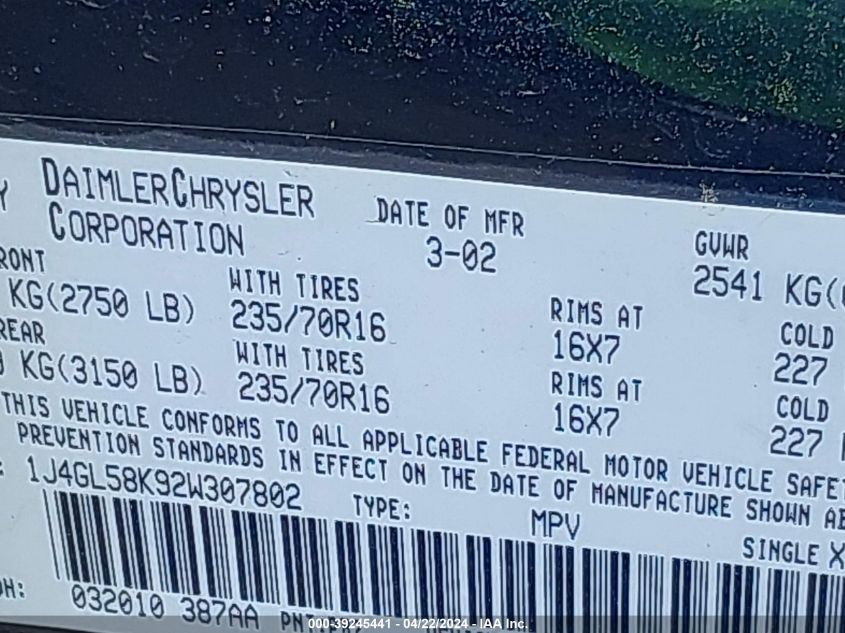 DAIMLERCHRYSLER
CORPORATION
DATE OF MFR
3-02
GVWR
2541 KG(
FRONT
KG(2750 LB)
WITH TIRES
235/70R16
RIMS AT
16X7
COLD
227
REAR
KG(3150 LB)
WITH TIRES
235/70R16
RIMS AT
16X7
COLD
227
THIS VEHICLE CONFORMS TO ALL APPLICABLE FEDERAL MOTOR VEHICLE SAFET
PREVENTION STANDARDS IN EFFECT ON THE DATE OF MANUFACTURE SHOWN AB
1J4GL58K92W307802
TYPE:
MPV
SINGLE X
032010 387AA
000-39245441 - 04/22/2024 - IAA Inc.